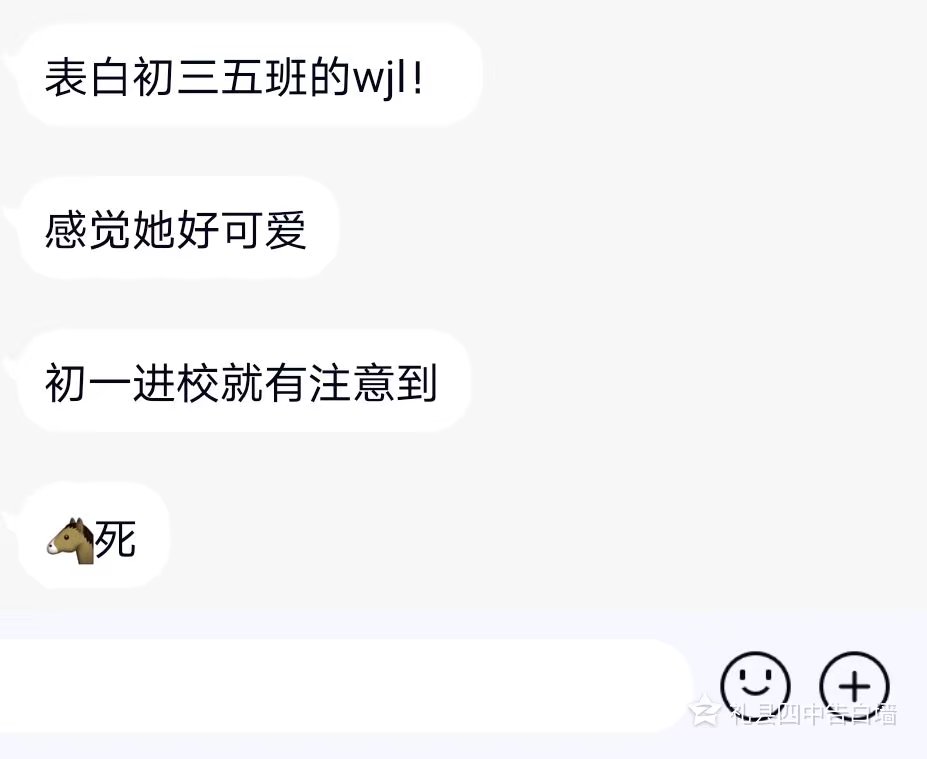 表白初三五班的wjl！
感觉她好可爱
初一进校就有注意到
🐴死
礼县四中告白墙